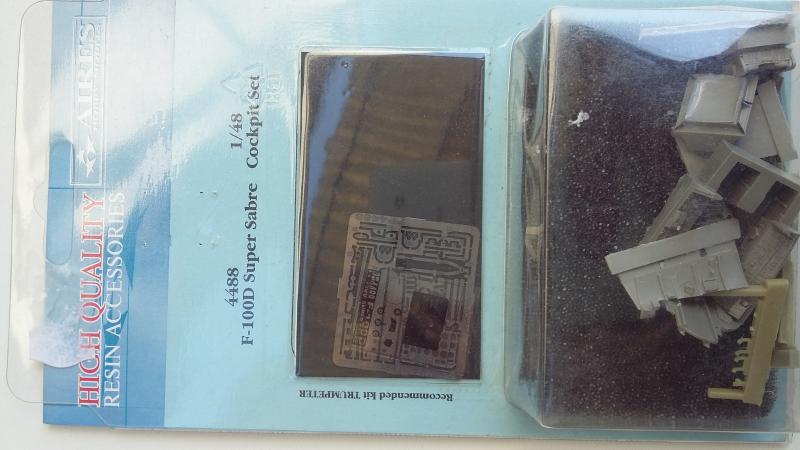 AIRES
HIGH QUALITY
RESIN ACCESSORIES
4488 1/48
F-100D Super Sabre Cockpit Set
Recommended kit TRUMPETER